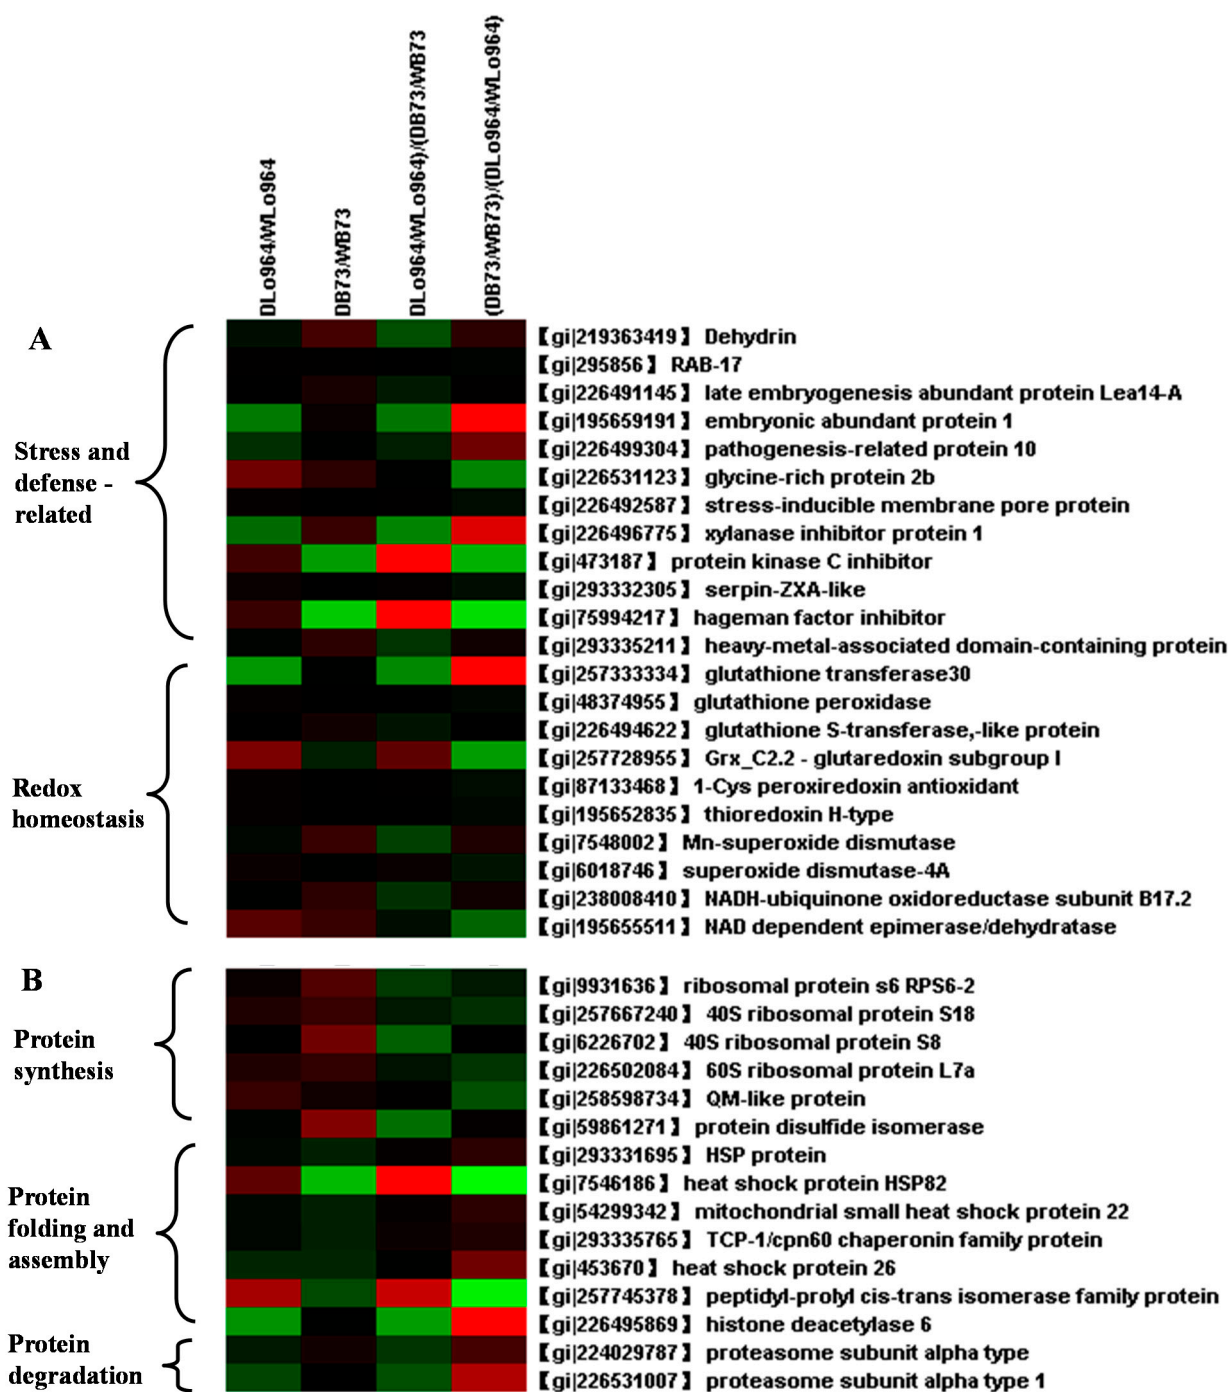 DLo964/WLo964
DB73/WB73
(DLo964/WLo964)/(DB73/WB73
(DB73/WB73)/(DLo964/WLo964)
A
Stress and
defense -
related
【gi|219363419】 Dehydrin
【gi|295856】 RAB-17
【gi|226491145】 late embryogenesis abundant protein Lea14-A
【gi|195659191】 embryonic abundant protein 1
【gi|226499304】 pathogenesis-related protein 10
【gi|226531123】 glycine-rich protein 2b
【gi|226492587】 stress-inducible membrane pore protein
【gi|226496775】 xylanase inhibitor protein 1
【gi|473187】 protein kinase C inhibitor
【gi|293332305】 serpin-ZXA-like
【gi|75994217】 hageman factor inhibitor
【gi|293335211】 heavy-metal-associated domain-containing protein
Redox
homeostasis
【gi|257333334】 glutathione transferase30
【gi|48374955】 glutathione peroxidase
【gi|226494622】 glutathione S-transferase,-like protein
【gi|257728955】 Grx_C2.2 - glutaredoxin subgroup I
【gi|87133468】 1-Cys peroxiredoxin antioxidant
【gi|195652835】 thioredoxin H-type
【gi|7548002】 Mn-superoxide dismutase
【gi|6018746】 superoxide dismutase-4A
【gi|238008410】 NADH-ubiquinone oxidoreductase subunit B17.2
【gi|195655511】 NAD dependent epimerase/dehydratase
B
Protein
synthesis
【gi|9931636】 ribosomal protein s6 RPS6-2
【gi|257667240】 40S ribosomal protein S18
【gi|6226702】 40S ribosomal protein S8
【gi|226502084】 60S ribosomal protein L7a
【gi|258598734】 QM-like protein
【gi|59861271】 protein disulfide isomerase
Protein
folding and
assembly
【gi|293331695】 HSP protein
【gi|7546186】 heat shock protein HSP82
【gi|54299342】 mitochondrial small heat shock protein 22
【gi|293335765】 TCP-1/cpn60 chaperonin family protein
【gi|453670】 heat shock protein 26
【gi|257745378】 peptidyl-prolyl cis-trans isomerase family protein
【gi|226495869】 histone deacetylase 6
Protein
degradation
【gi|224029787】 proteasome subunit alpha type
【gi|226531007】 proteasome subunit alpha type 1